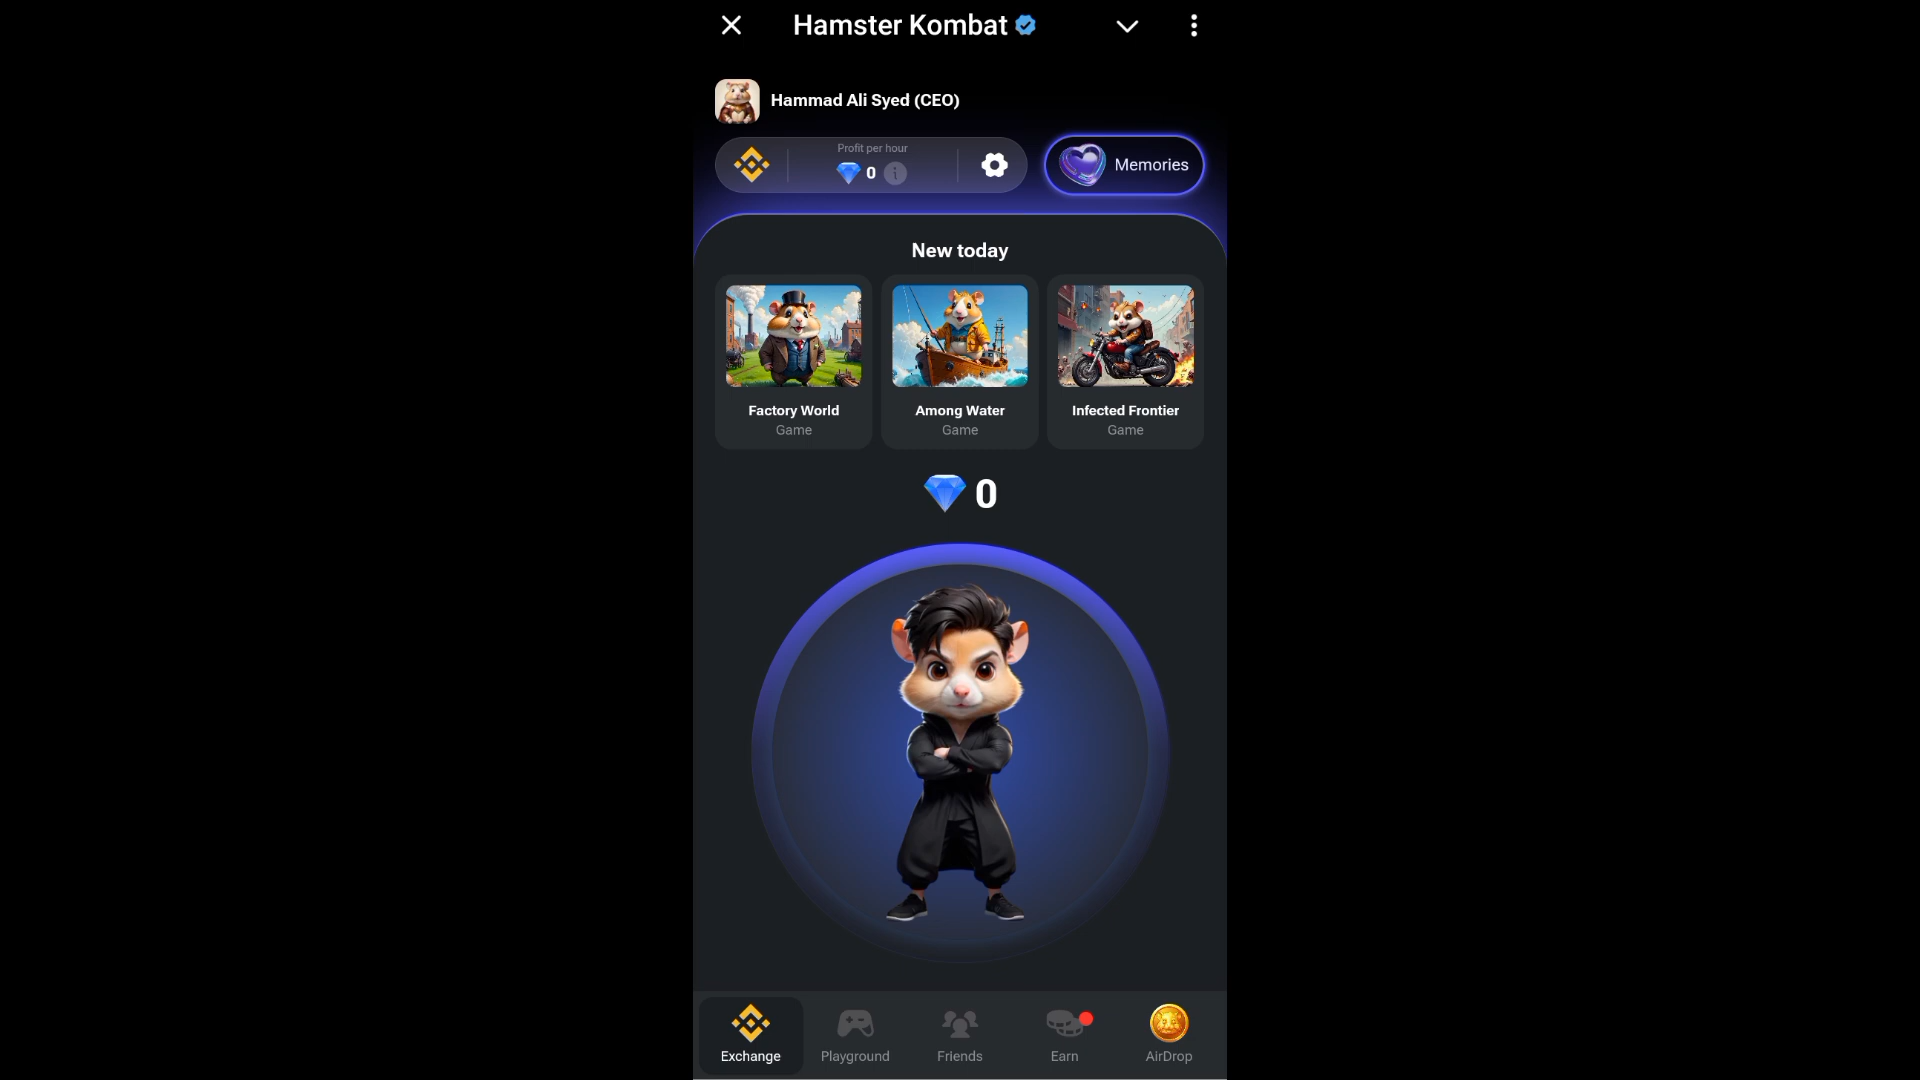 Hamster Kombat
Hammad Ali Syed (CEO)
Profit per hour
0
Memories
New today
Factory World
Game
Among Water
Game
Infected Frontier
Game
0
Exchange
Playground
Friends
Earn
AirDrop